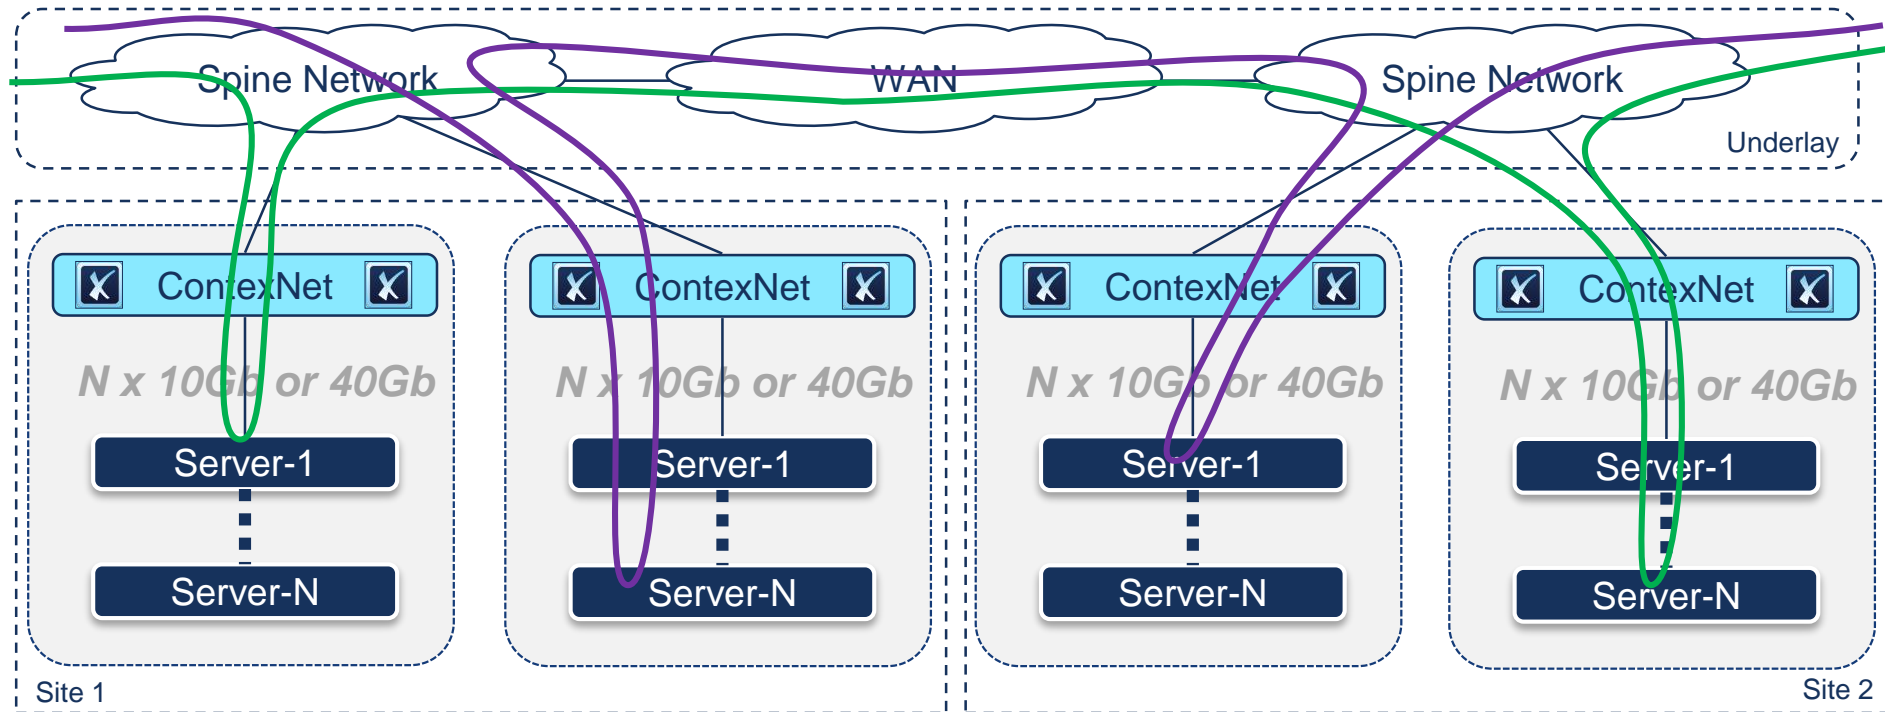 Spine Network
WAN
Spine Network
Underlay
ContexNet
ContexNet
ContexNet
ContexNet
N x 10Gb or 40Gb
N x 10Gb or 40Gb
N x 10Gb or 40Gb
N x 10Gb or 40Gb
Server-1
Server-1
Server-1
Server-1
Server-N
Server-N
Server-N
Server-N
Site 1
Site 2